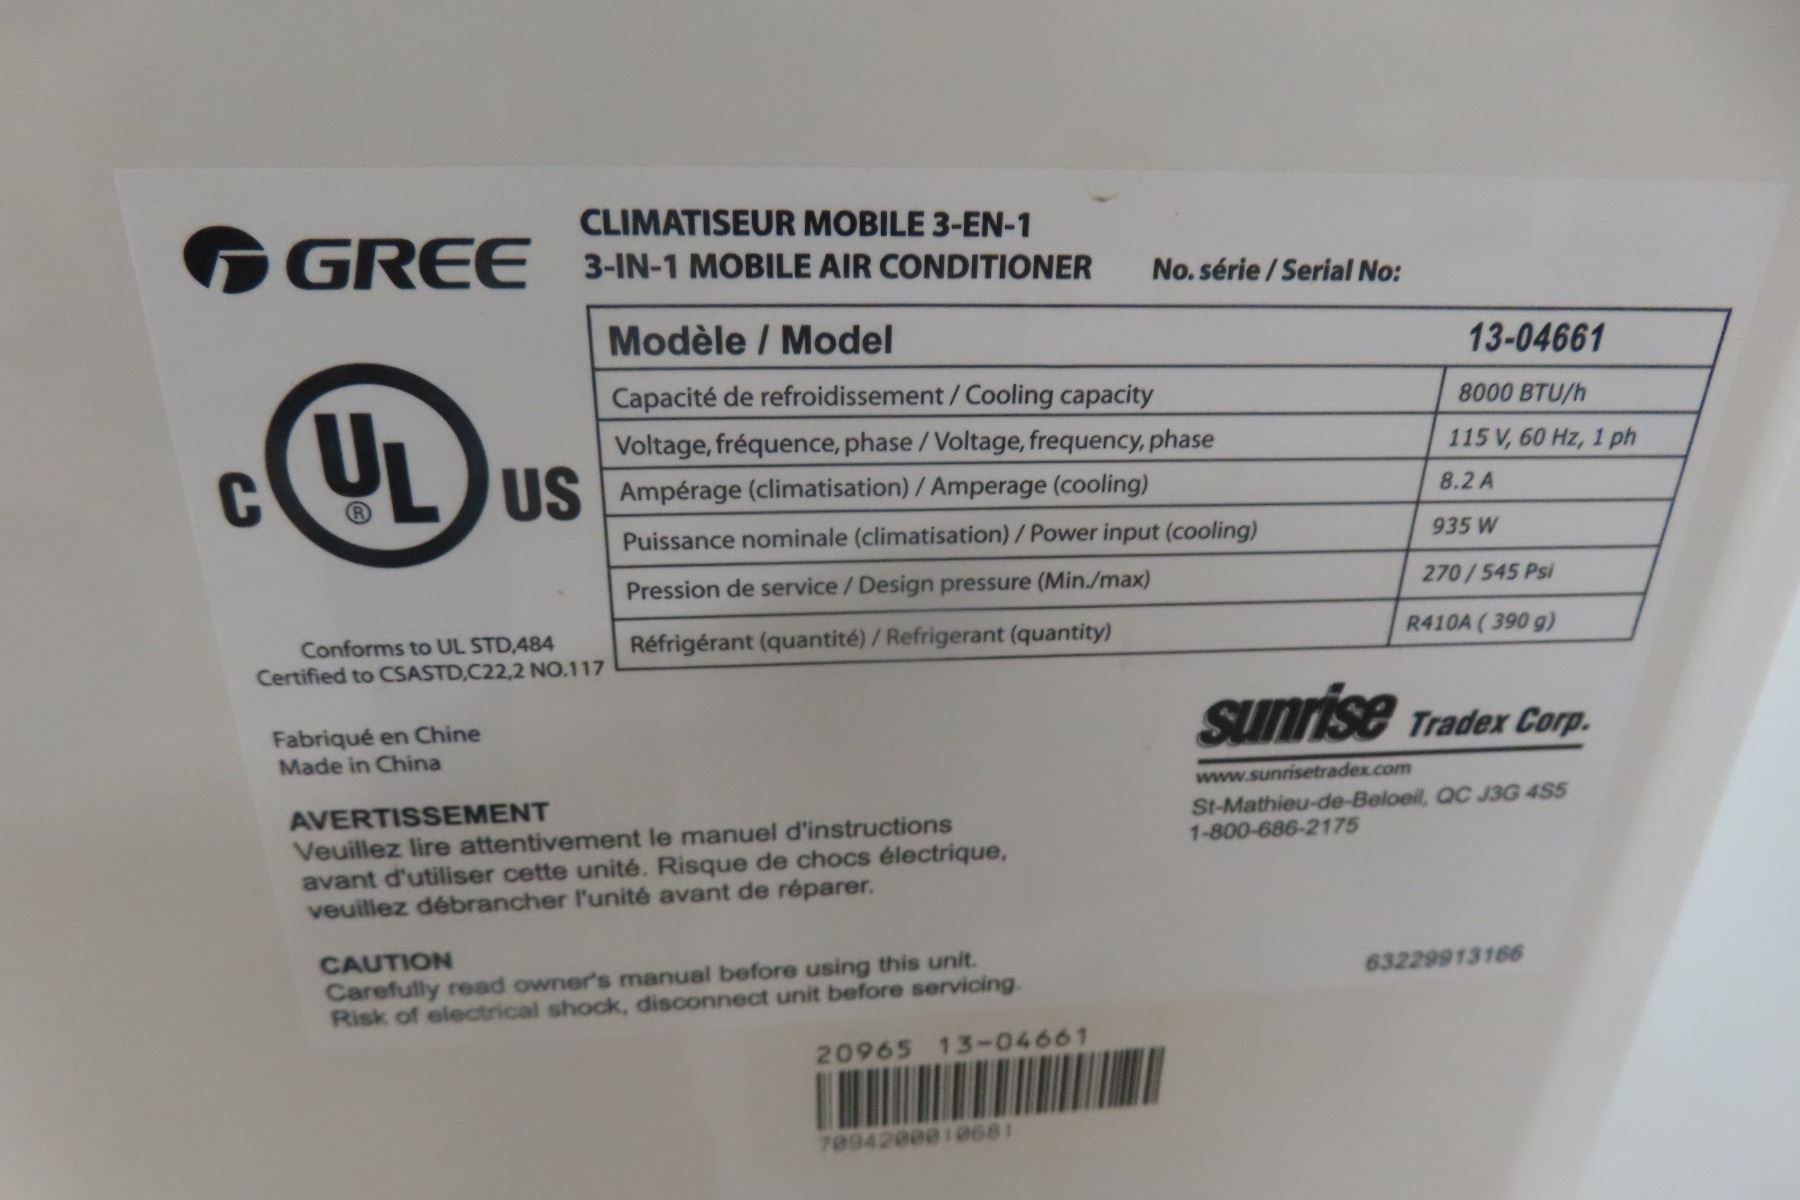 GREE
CLIMATISEUR MOBILE 3-EN-1
3-IN-1 MOBILE AIR CONDITIONER
No. série / Serial No:
Modèle / Model 13-04661
Capacité de refroidissement / Cooling capacity 8000 BTU/h
Voltage, fréquence, phase / Voltage, frequency, phase 115 V, 60 Hz, 1 ph
Ampérage (climatisation) / Amperage (cooling) 8.2 A
Puissance nominale (climatisation) / Power input (cooling) 935 W
Pression de service / Design pressure (Min./max) 270 / 545 Psi
Réfrigérant (quantité) / Refrigerant (quantity) R410A ( 390 g)
C UL ® US
Conforms to UL STD,484
Certified to CSASTD,C22,2 NO.117
Fabriqué en Chine
Made in China
sunrise Tradex Corp.
www.sunrisetradex.com
St-Mathieu-de-Beloeil, QC J3G 4S5
1-800-686-2175
AVERTISSEMENT
Veuillez lire attentivement le manuel d'instructions
avant d'utiliser cette unité. Risque de chocs électrique,
veuillez débrancher l'unité avant de réparer.
CAUTION
Carefully read owner's manual before using this unit.
Risk of electrical shock, disconnect unit before servicing.
63229913166
20965 13-04661
7094200010681